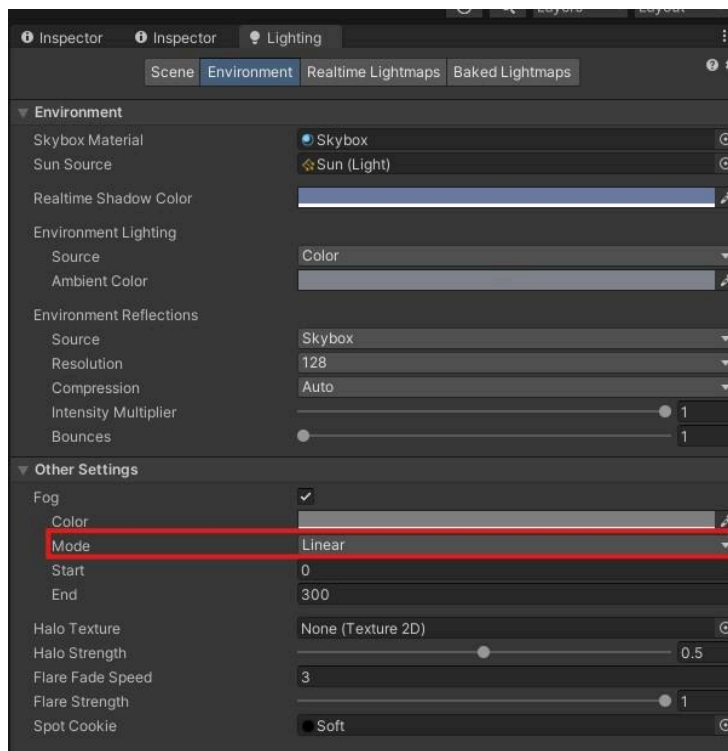 Layers Layout
Inspector Inspector Lighting
Scene Environment Realtime Lightmaps Baked Lightmaps
Environment
Skybox Material Skybox
Sun Source Sun (Light)
Realtime Shadow Color
Environment Lighting
Source Color
Ambient Color
Environment Reflections
Source Skybox
Resolution 128
Compression Auto
Intensity Multiplier 1
Bounces 1
Other Settings
Fog
Color
Mode Linear
Start 0
End 300
Halo Texture None (Texture 2D)
Halo Strength 0.5
Flare Fade Speed 3
Flare Strength 1
Spot Cookie Soft